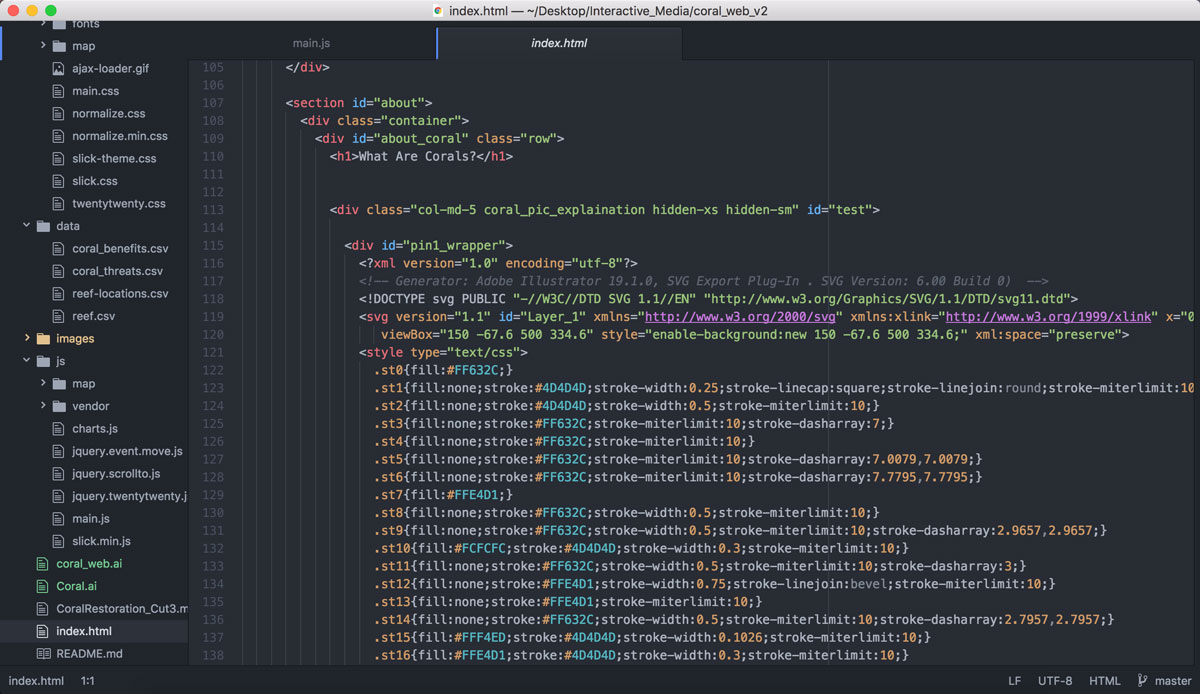 index.html — ~/Desktop/Interactive_Media/coral_web_v2
fonts
map
ajax-loader.gif
main.css
normalize.css
normalize.min.css
slick-theme.css
slick.css
twentytwenty.css
data
coral_benefits.csv
coral_threats.csv
reef-locations.csv
reef.csv
images
js
map
vendor
charts.js
jquery.event.move.js
jquery.scrollto.js
jquery.twentytwenty.j
main.js
slick.min.js
coral_web.ai
Coral.ai
CoralRestoration_Cut3.m
index.html
README.md
main.js
index.html
105 </div>
106
107 <section id="about">
108 <div class="container">
109 <div id="about_coral" class="row">
110 <h1>What Are Corals?</h1>
111
112
113 <div class="col-md-5 coral_pic_explaination hidden-xs hidden-sm" id="test">
114
115 <div id="pin1_wrapper">
116 <?xml version="1.0" encoding="utf-8"?>
117 <!-- Generator: Adobe Illustrator 19.1.0, SVG Export Plug-In . SVG Version: 6.00 Build 0)  -->
118 <!DOCTYPE svg PUBLIC "-//W3C//DTD SVG 1.1//EN" "http://www.w3.org/Graphics/SVG/1.1/DTD/svg11.dtd">
119 <svg version="1.1" id="Layer_1" xmlns="http://www.w3.org/2000/svg" xmlns:xlink="http://www.w3.org/1999/xlink" x="0
120 viewBox="150 -67.6 500 334.6" style="enable-background:new 150 -67.6 500 334.6;" xml:space="preserve">
121 <style type="text/css">
122 .st0{fill:#FF632C;}
123 .st1{fill:none;stroke:#4D4D4D;stroke-width:0.25;stroke-linecap:square;stroke-linejoin:round;stroke-miterlimit:10
124 .st2{fill:none;stroke:#4D4D4D;stroke-width:0.5;stroke-miterlimit:10;}
125 .st3{fill:none;stroke:#FF632C;stroke-miterlimit:10;stroke-dasharray:7;}
126 .st4{fill:none;stroke:#FF632C;stroke-miterlimit:10;}
127 .st5{fill:none;stroke:#FF632C;stroke-miterlimit:10;stroke-dasharray:7.0079,7.0079;}
128 .st6{fill:none;stroke:#FF632C;stroke-miterlimit:10;stroke-dasharray:7.7795,7.7795;}
129 .st7{fill:#FFE4D1;}
130 .st8{fill:none;stroke:#FF632C;stroke-width:0.5;stroke-miterlimit:10;}
131 .st9{fill:none;stroke:#FF632C;stroke-width:0.5;stroke-miterlimit:10;stroke-dasharray:2.9657,2.9657;}
132 .st10{fill:#FCFCFC;stroke:#4D4D4D;stroke-width:0.3;stroke-miterlimit:10;}
133 .st11{fill:none;stroke:#FF632C;stroke-width:0.5;stroke-miterlimit:10;stroke-dasharray:3;}
134 .st12{fill:none;stroke:#FFE4D1;stroke-width:0.75;stroke-linejoin:bevel;stroke-miterlimit:10;}
135 .st13{fill:none;stroke:#FFE4D1;stroke-miterlimit:10;}
136 .st14{fill:none;stroke:#FF632C;stroke-width:0.5;stroke-miterlimit:10;stroke-dasharray:2.7957,2.7957;}
137 .st15{fill:#FFF4ED;stroke:#4D4D4D;stroke-width:0.1026;stroke-miterlimit:10;}
138 .st16{fill:#FFE4D1;stroke:#4D4D4D;stroke-width:0.3;stroke-miterlimit:10;}
index.html 1:1 LF UTF-8 HTML master